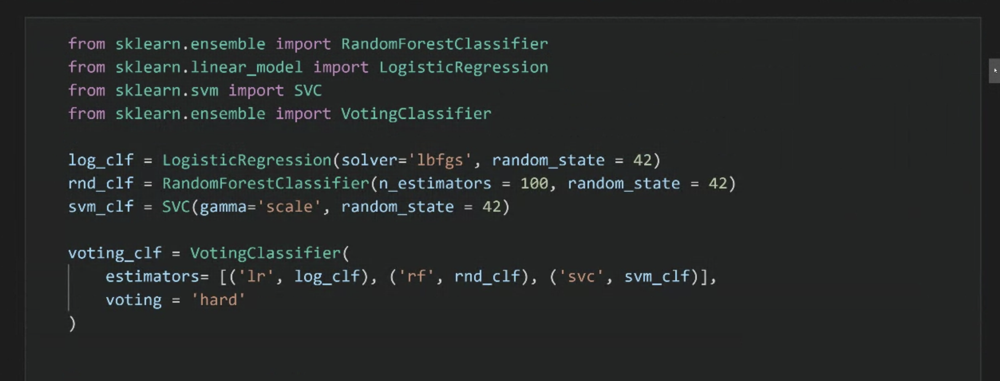 from sklearn.ensemble import RandomForestClassifier
from sklearn.linear_model import LogisticRegression
from sklearn.svm import SVC
from sklearn.ensemble import VotingClassifier
log_clf = LogisticRegression(solver='lbfgs', random_state = 42)
rnd_clf = RandomForestClassifier(n_estimators = 100, random_state = 42)
svm_clf = SVC(gamma='scale', random_state = 42)
voting_clf = VotingClassifier(
    estimators= [('lr', log_clf), ('rf', rnd_clf), ('svc', svm_clf)],
    voting = 'hard'
)